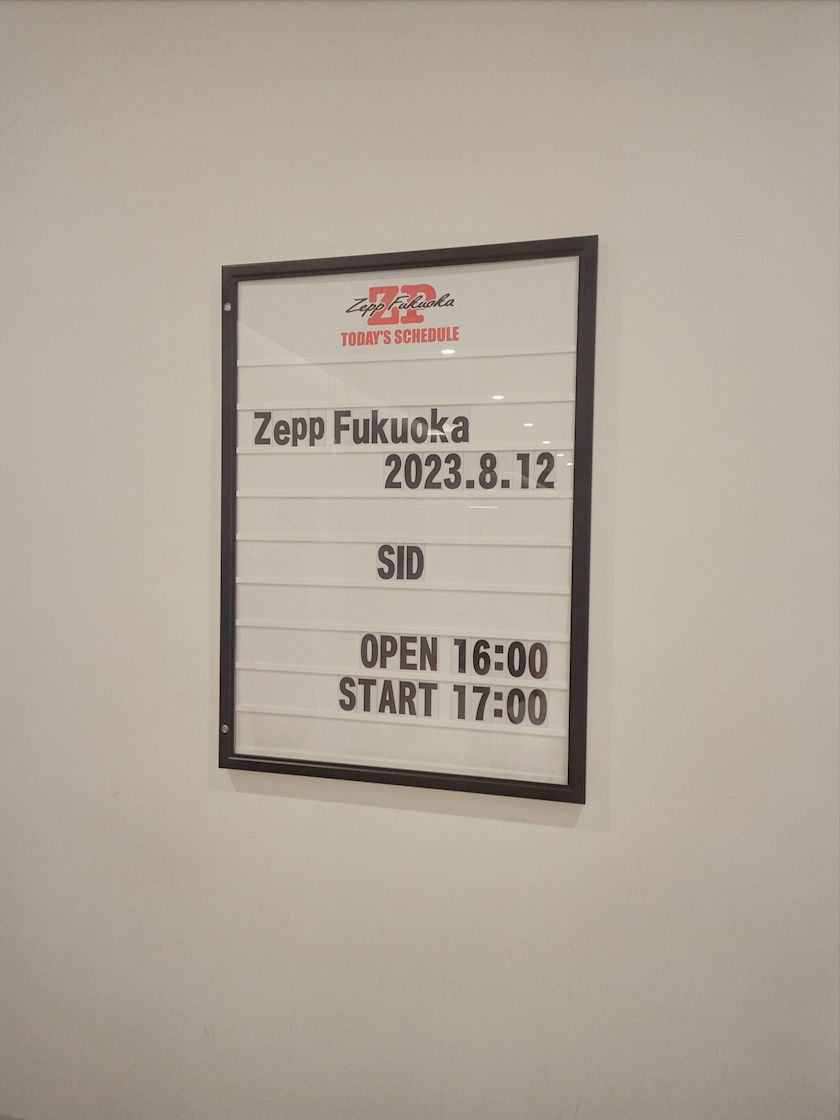 ZP
Zepp Fukuoka
TODAY'S SCHEDULE
Zepp Fukuoka
2023.8.12
SID
OPEN 16:00
START 17:00